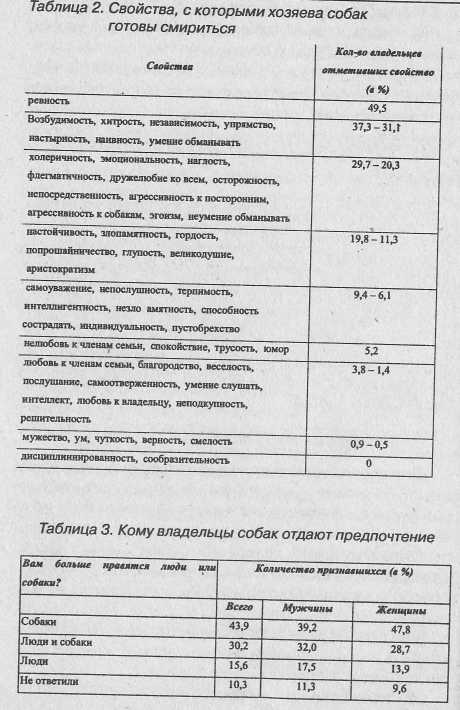 Таблица 2. Свойства, с которыми хозяева собак
готовы смириться
Свойства
Кол-во владельцев
отметивших свойство
(в %)
ревность
49,5
Возбудимость, хитрость, независимость, упрямство,
настырность, наивность, умение обманывать
37,3 – 31,1
холеричность, эмоциональность, наглость,
флегматичность, дружелюбие ко всем, осторожность,
непосредственность, агрессивность к посторонним,
агрессивность к собакам, эгоизм, неумение обманывать
29,7 – 20,3
настойчивость, злопамятность, гордость,
попрошайничество, глупость, великодушие,
аристократизм
19,8 – 11,3
самоуважение, непослушность, терпимость,
интеллигентность, незло амятность, способность
сострадать, индивидуальность, пустобрехство
9,4 – 6,1
нелюбовь к членам семьи, спокойствие, трусость, юмор
5,2
любовь к членам семьи, благородство, веселость,
послушание, самоотверженность, умение слушать,
интеллект, любовь к владельцу, неподкупность,
решительность
3,8 – 1,4
мужество, ум, чуткость, верность, смелость
0,9 – 0,5
дисциплиннированность, сообразительность
0
Таблица 3. Кому владельцы собак отдают предпочтение
Вам больше нравятся люди или
собаки?
Количество признавшихся (в %)
Всего Мужчины Женщины
Собаки 43,9 39,2 47,8
Люди и собаки 30,2 32,0 28,7
Люди 15,6 17,5 13,9
Не ответили 10,3 11,3 9,6